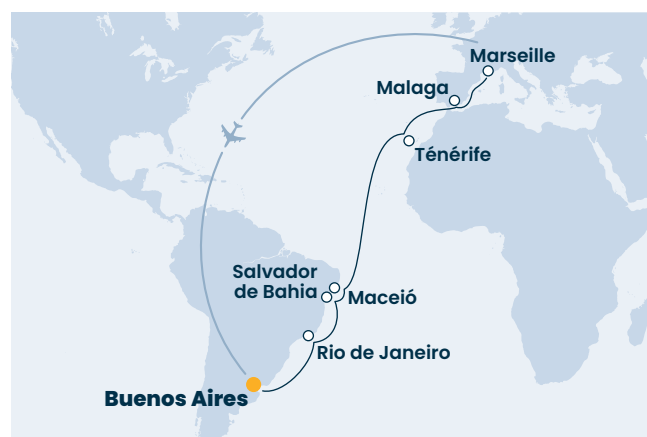 Marseille
Malaga
Ténérife
Salvador
de Bahia
Maceió
Rio de Janeiro
Buenos Aires